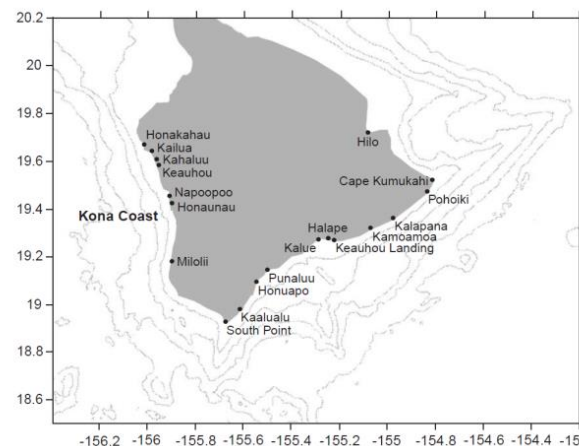 20.2
20
19.8
19.6
19.4
19.2
19
18.8
18.6
Honakahau
Kailua
Kahaluu
Keauhou
Napoopoo
Honaunau
Kona Coast
Milolii
Hilo
Cape Kumukahi
Pohoiki
Kalapana
Kamoamoa
Halape
Keauhou Landing
Kalue
Punaluu
Honuapo
Kaalualu
South Point
-156.2 -156 -155.8 -155.6 -155.4 -155.2 -155 -154.8 -154.6 -154.4